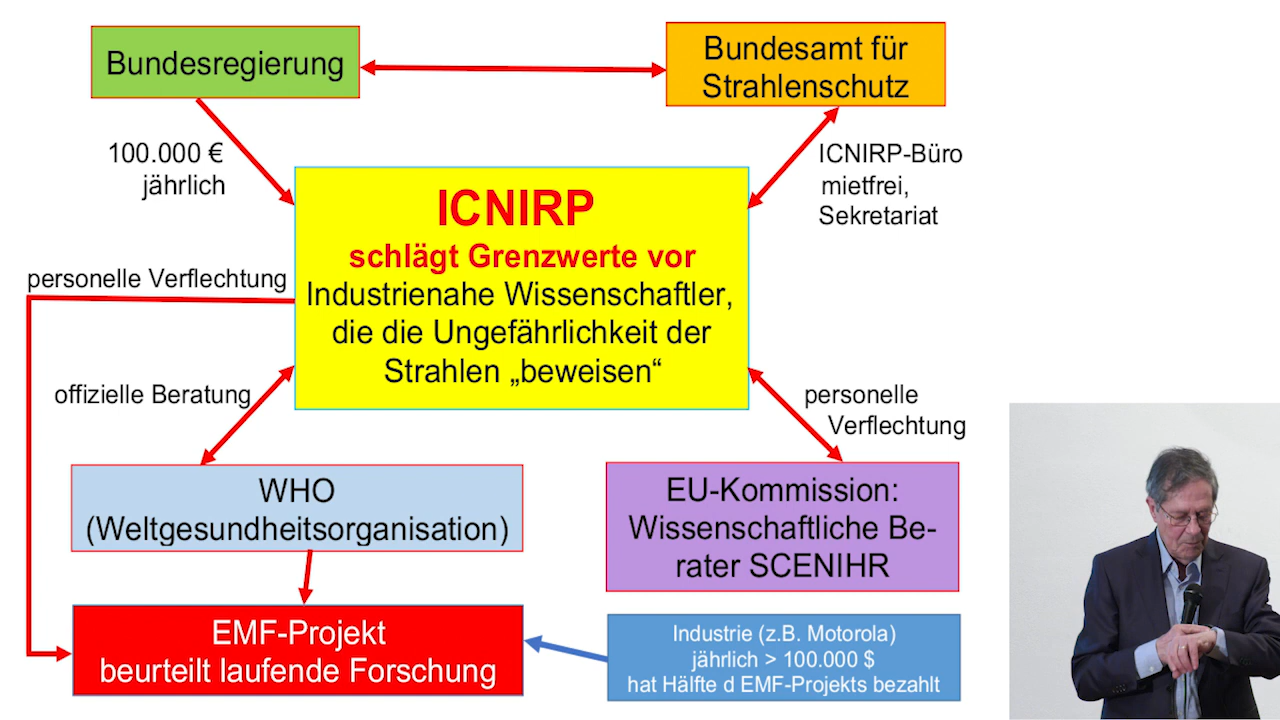 Bundesregierung
Bundesamt für
Strahlenschutz
100.000 €
jährlich
ICNIRP-Büro
mietfrei,
Sekretariat
ICNIRP
schlägt Grenzwerte vor
Industrienahe Wissenschaftler,
die die Ungefährlichkeit der
Strahlen „beweisen“
personelle Verflechtung
offizielle Beratung
personelle
Verflechtung
WHO
(Weltgesundheitsorganisation)
EU-Kommission:
Wissenschaftliche Be-
rater SCENIHR
EMF-Projekt
beurteilt laufende Forschung
Industrie (z.B. Motorola)
jährlich > 100.000 $
hat Hälfte d EMF-Projekts bezahlt